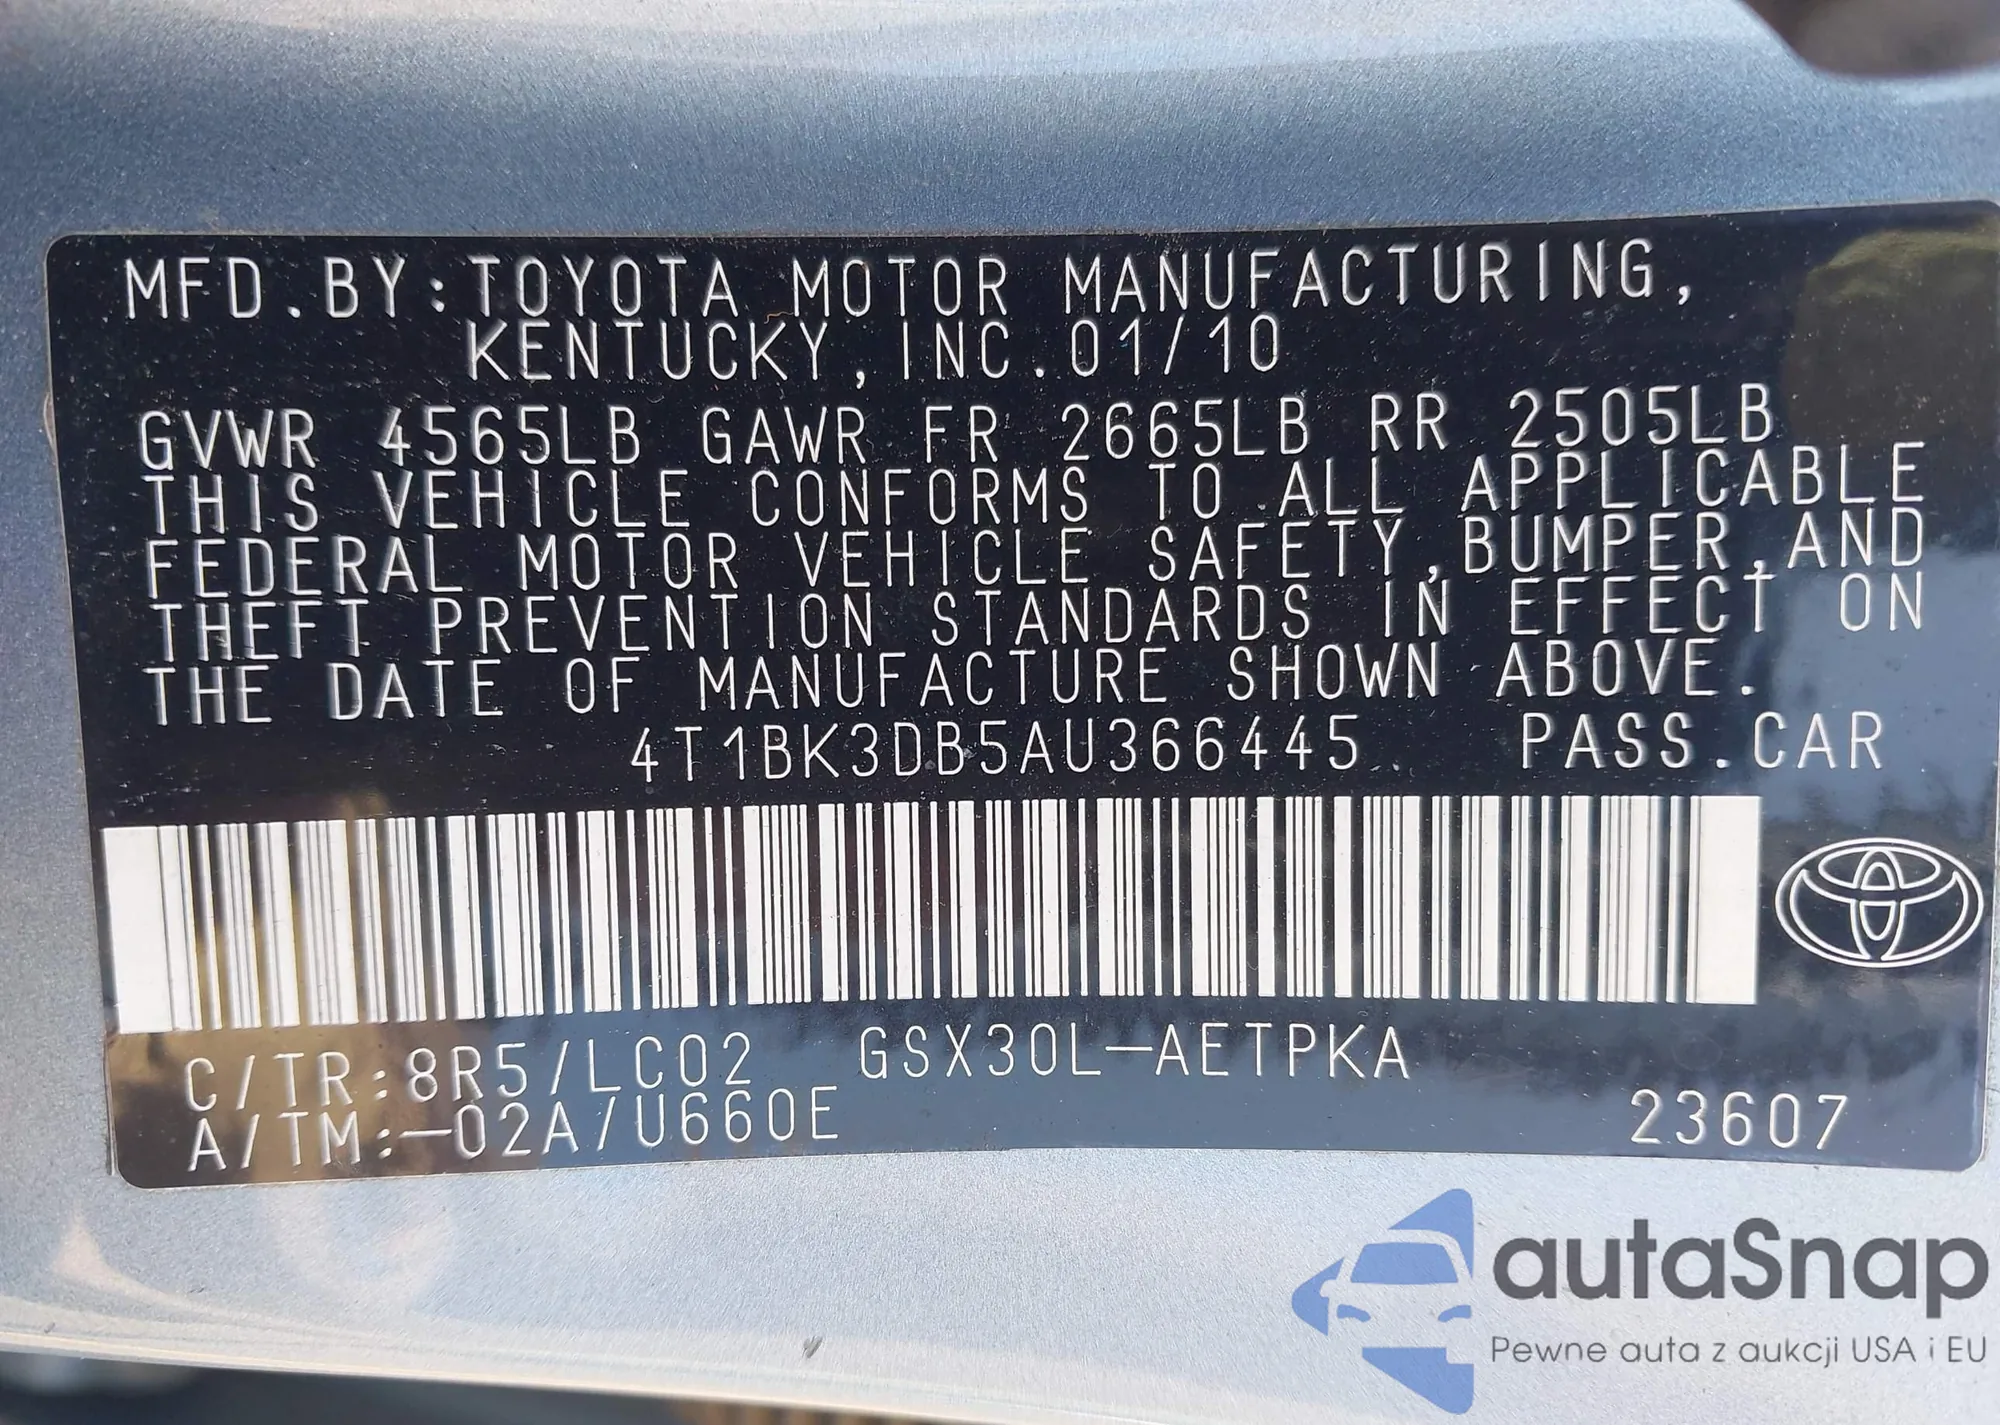 MFD.BY:TOYOTA MOTOR MANUFACTURING,
KENTUCKY,INC.01/10
GVWR 4565LB GAWR FR 2665LB RR 2505LB
THIS VEHICLE CONFORMS TO ALL APPLICABLE
FEDERAL MOTOR VEHICLE SAFETY,BUMPER,AND
THEFT PREVENTION STANDARDS IN EFFECT ON
THE DATE OF MANUFACTURE SHOWN ABOVE.
4T1BK3DB5AU366445 PASS.CAR
C/TR:8R5/LC02 GSX30L-AETPKA
A/TM:-02A/U660E 23607
autaSnap
Pewne auta z aukcji USA i EU